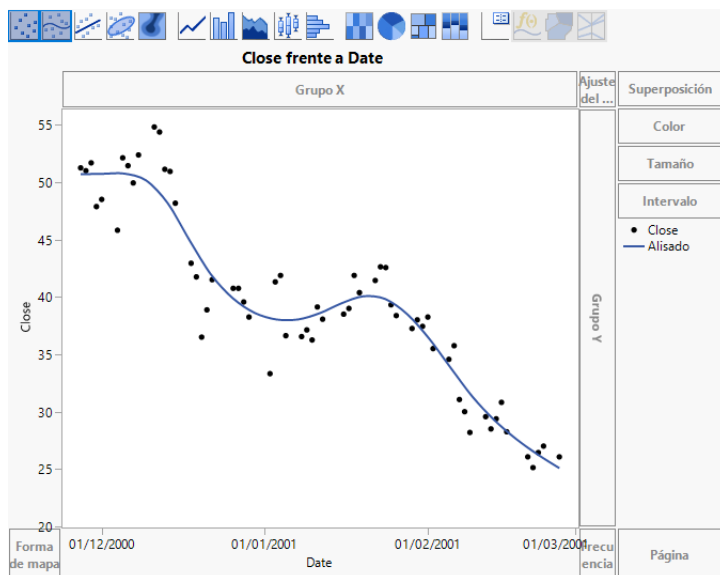 Close frente a Date
Grupo X
Ajuste
del ...
Superposición
Color
Tamaño
Intervalo
Close
Alisado
55
50
45
40
35
30
25
20
Close
Grupo Y
Forma
de mapa
01/12/2000
01/01/2001
01/02/2001
01/03/2001
Date
Frecu
encia
Página